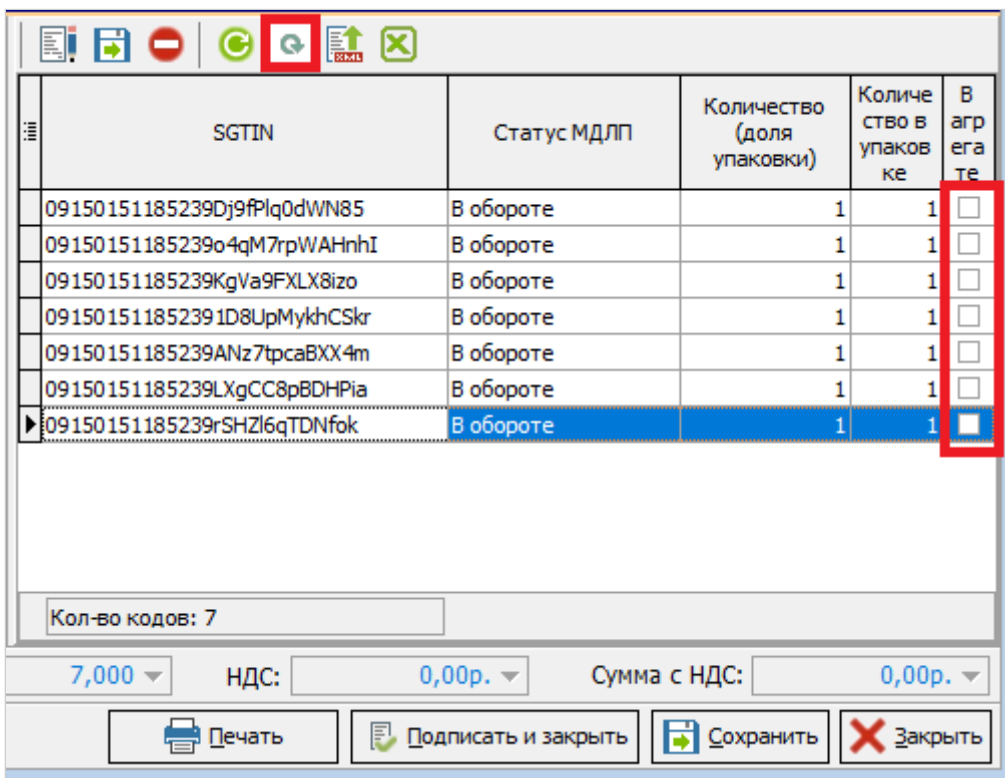 XML
SGTIN
Статус МДЛП
Количество
(доля
упаковки)
Количе
ство в
упаков
ке
В
агр
ега
те
09150151185239Dj9fPlq0dWN85 В обороте 1 1
09150151185239o4qM7rpWAHnhI В обороте 1 1
09150151185239KgVa9FXLX8izo В обороте 1 1
091501511852391D8UpMykhCSkr В обороте 1 1
09150151185239ANz7tpcaBXX4m В обороте 1 1
09150151185239LXgCC8pBDHPia В обороте 1 1
09150151185239rSHZl6qTDNfok В обороте 1 1
Кол-во кодов: 7
7,000 НДС: 0,00р. Сумма с НДС: 0,00р.
Печать Подписать и закрыть Сохранить Закрыть